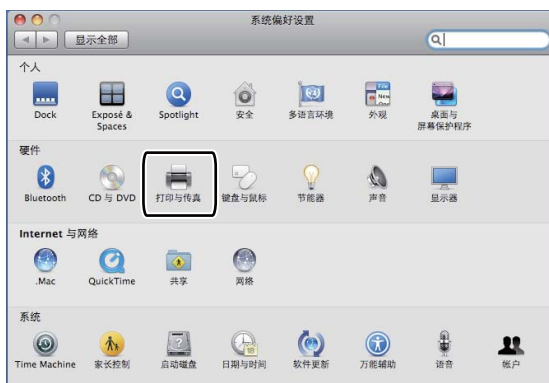 系统偏好设置
显示全部
个人
Dock
Exposé &
Spaces
Spotlight
安全
多语言环境
外观
桌面与
屏幕保护程序
硬件
Bluetooth
CD 与 DVD
打印与传真
键盘与鼠标
节能器
声音
显示器
Internet 与网络
.Mac
QuickTime
共享
网络
系统
Time Machine
家长控制
启动磁盘
日期与时间
软件更新
万能辅助
语音
帐户